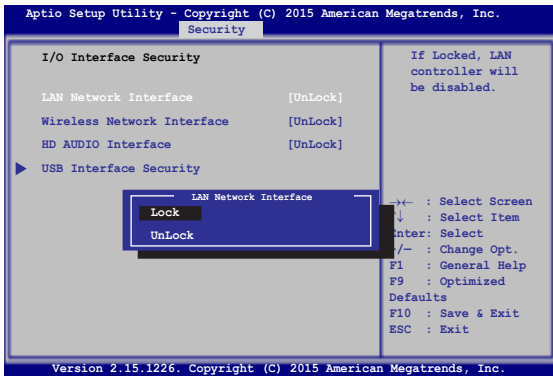 Aptio Setup Utility - Copyright (C) 2015 American Megatrends, Inc.
Security
I/O Interface Security
LAN Network Interface [UnLock]
Wireless Network Interface [UnLock]
HD AUDIO Interface [UnLock]
USB Interface Security
LAN Network Interface
Lock
UnLock
If Locked, LAN
controller will
be disabled.
→← : Select Screen
↓ : Select Item
Enter: Select
/— : Change Opt.
F1 : General Help
F9 : Optimized
Defaults
F10 : Save & Exit
ESC : Exit
Version 2.15.1226. Copyright (C) 2015 American Megatrends, Inc.